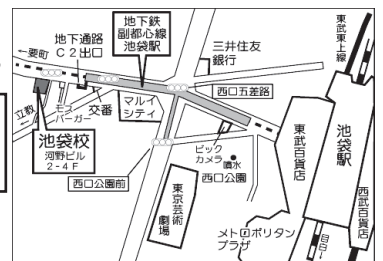 ←要町
地下通路
C2出口
地下鉄
副都心線
池袋駅
三井住友
銀行
東武東上線
西口五差路
立教
モス
バーガー
交番
マルイ
シティ
池袋校
河野ビル
2-4F
西口公園前
ビック
カメラ
噴水
西口公園
東京芸術
劇場
メトロポリタン
プラザ
東武百貨店
池袋駅
西武百貨店
目白